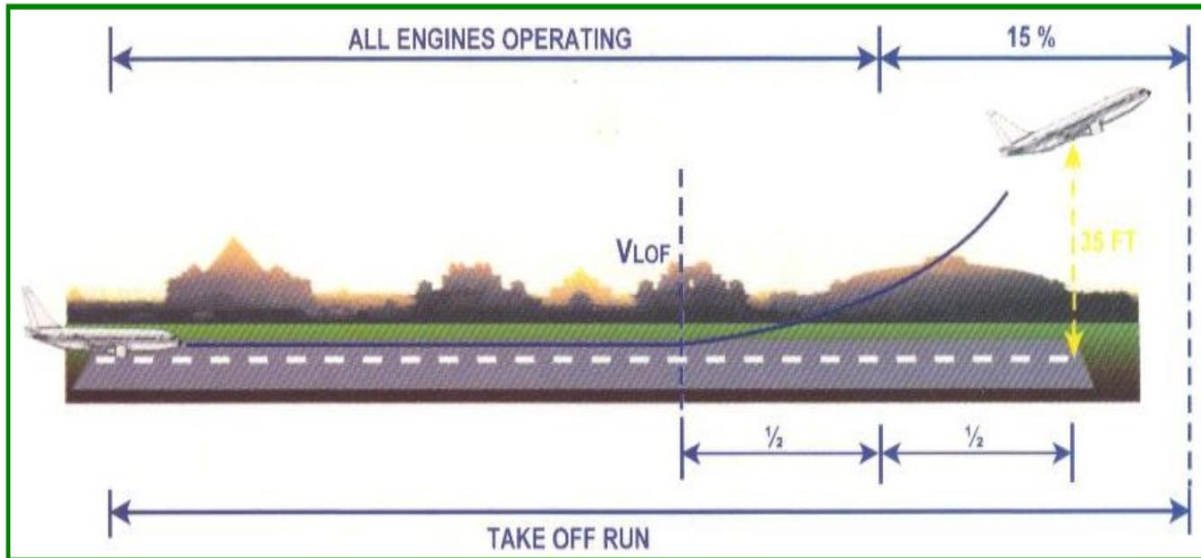 ALL ENGINES OPERATING
15 %
VLOF
35 FT
½
½
TAKE OFF RUN